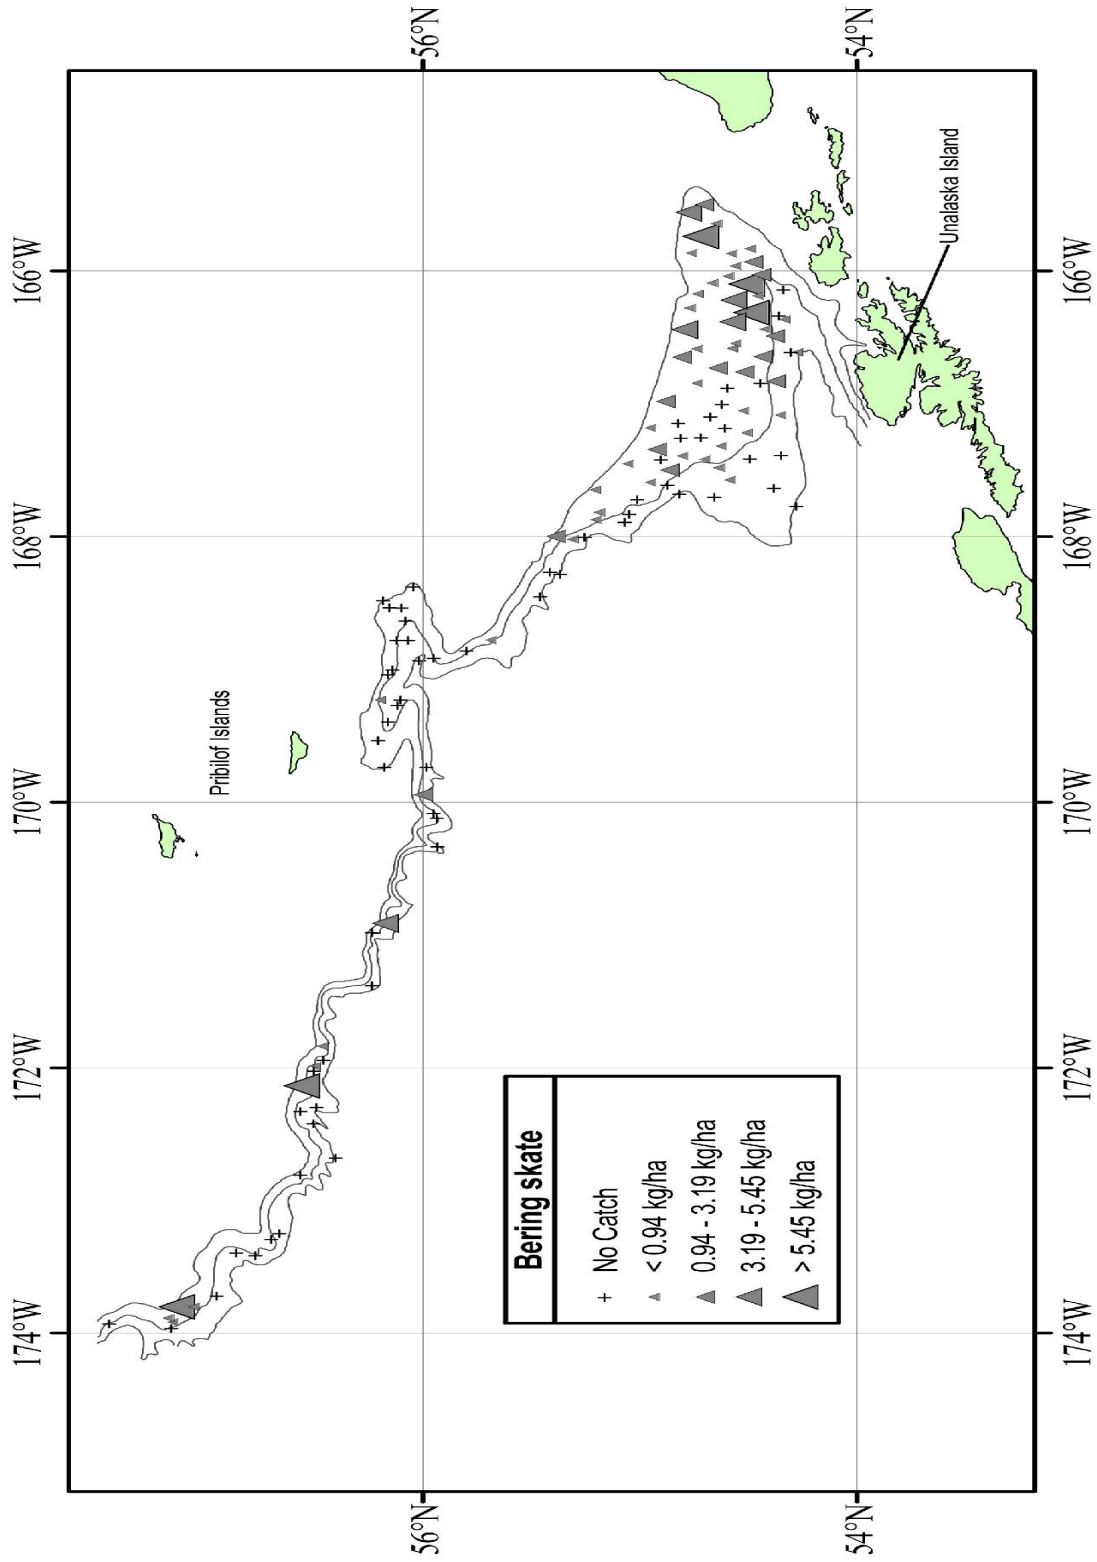 174°W
172°W
170°W
168°W
166°W
56°N
56°N
Pribilof Islands
Bering skate
No Catch
< 0.94 kg/ha
0.94 - 3.19 kg/ha
3.19 - 5.45 kg/ha
> 5.45 kg/ha
Unalaska Island
54°N
54°N
174°W
172°W
170°W
168°W
166°W